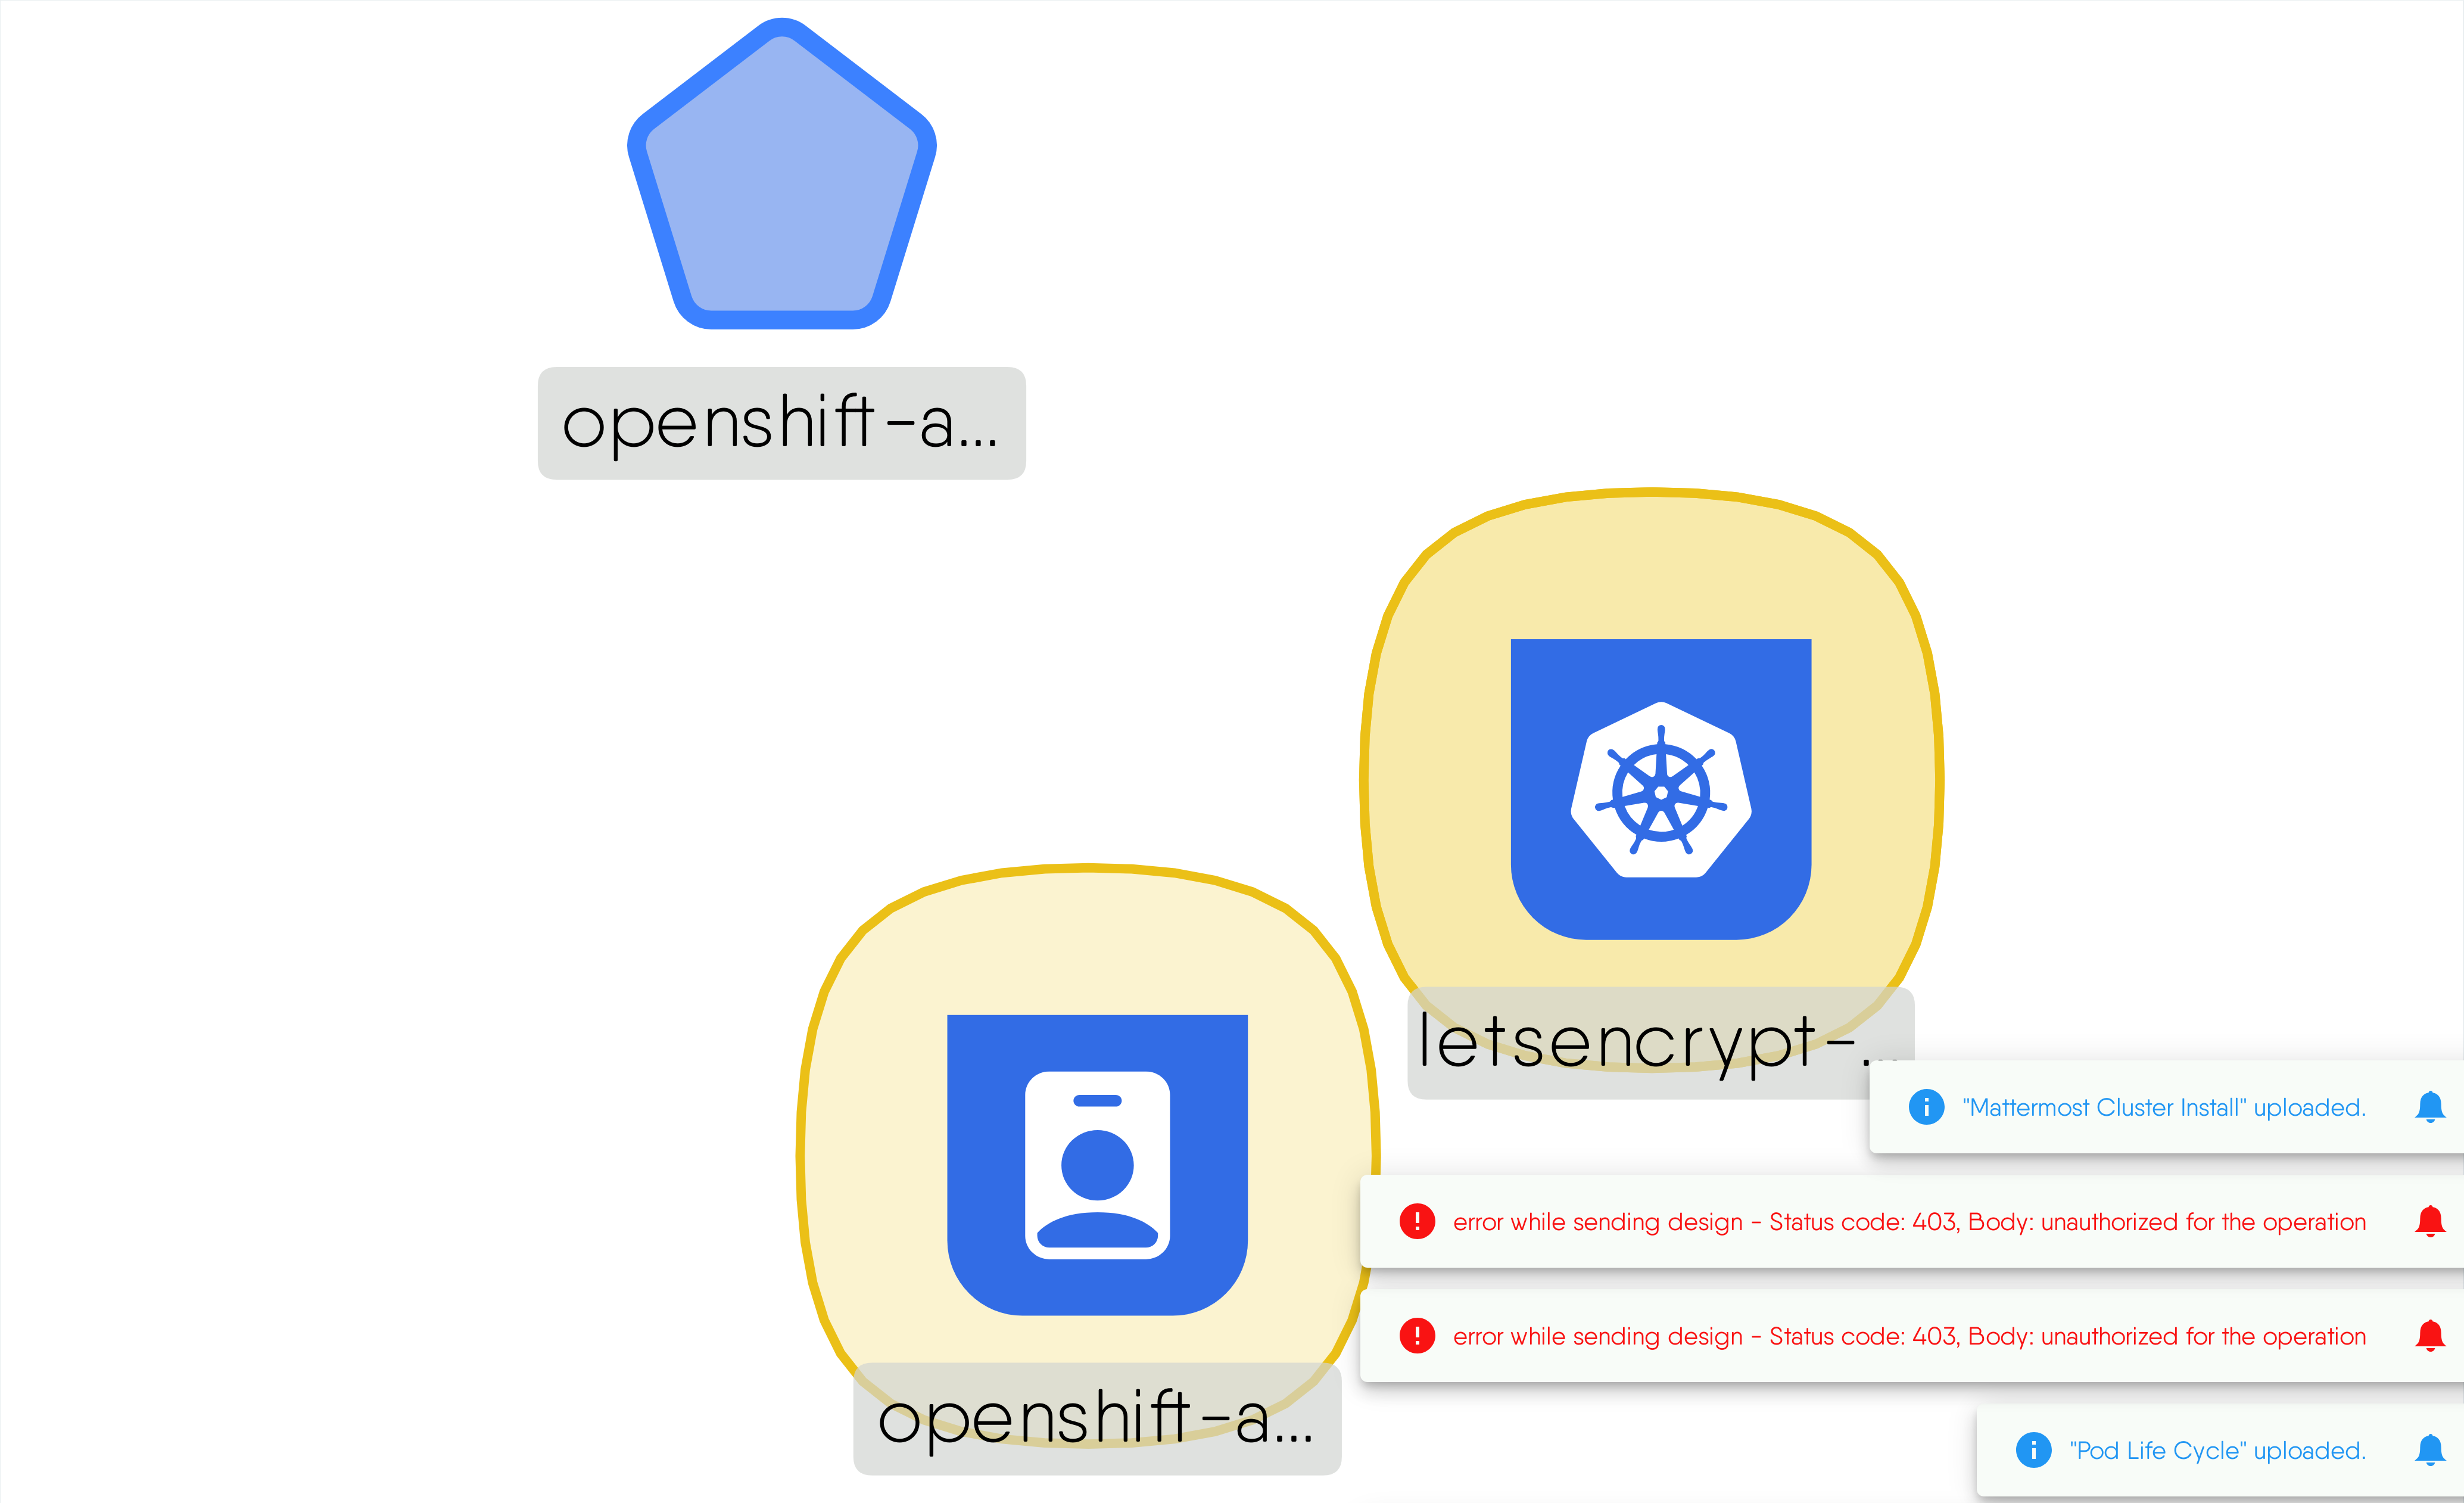 openshift-a...
letsencrypt-...
"Mattermost Cluster Install" uploaded.
error while sending design - Status code: 403, Body: unauthorized for the operation
error while sending design - Status code: 403, Body: unauthorized for the operation
openshift-a...
"Pod Life Cycle" uploaded.